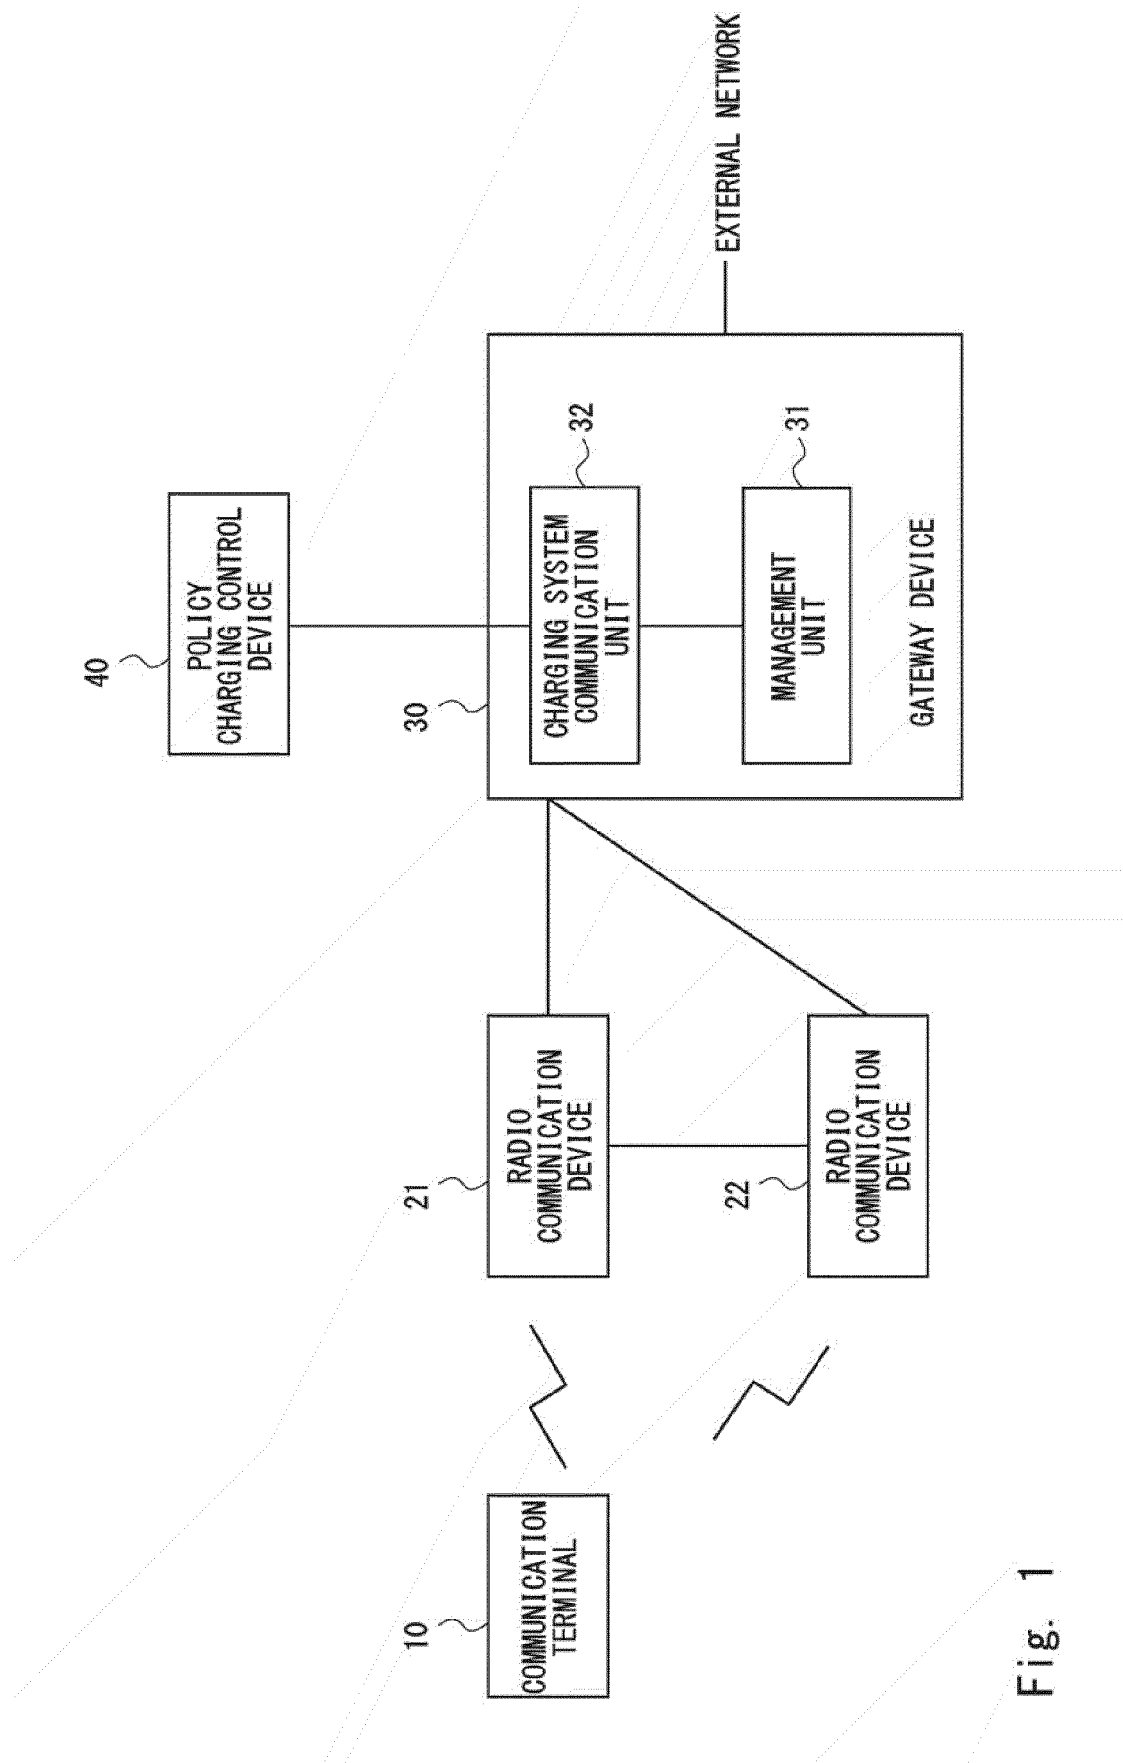 40
POLICY
CHARGING CONTROL
DEVICE
30
CHARGING SYSTEM
COMMUNICATION
UNIT
32
MANAGEMENT
UNIT
31
GATEWAY DEVICE
EXTERNAL NETWORK
10
COMMUNICATION
TERMINAL
21
RADIO
COMMUNICATION
DEVICE
22
RADIO
COMMUNICATION
DEVICE
Fig. 1